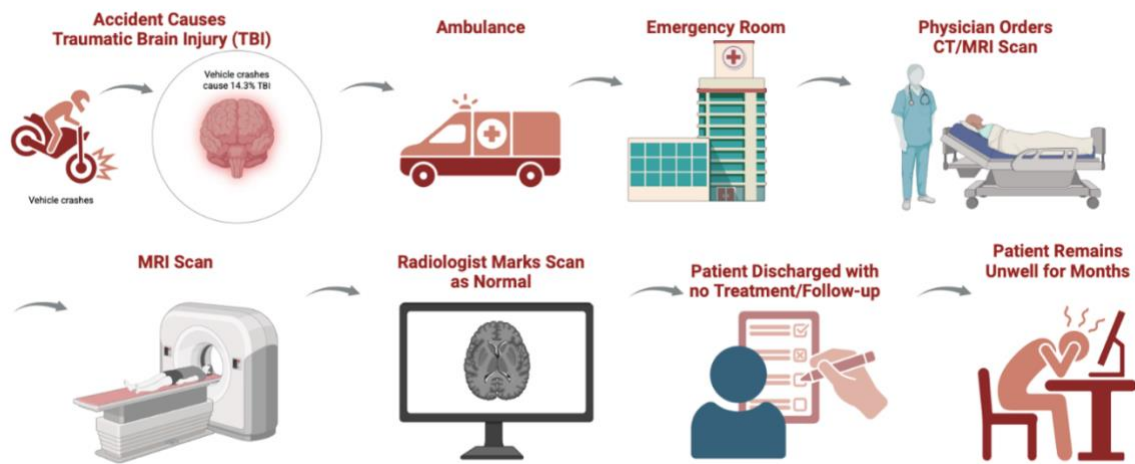 Accident Causes
Traumatic Brain Injury (TBI)
Vehicle crashes
cause 14.3% TBI
Vehicle crashes
Ambulance
Emergency Room
Physician Orders
CT/MRI Scan
MRI Scan
Radiologist Marks Scan
as Normal
Patient Discharged with
no Treatment/Follow-up
Patient Remains
Unwell for Months